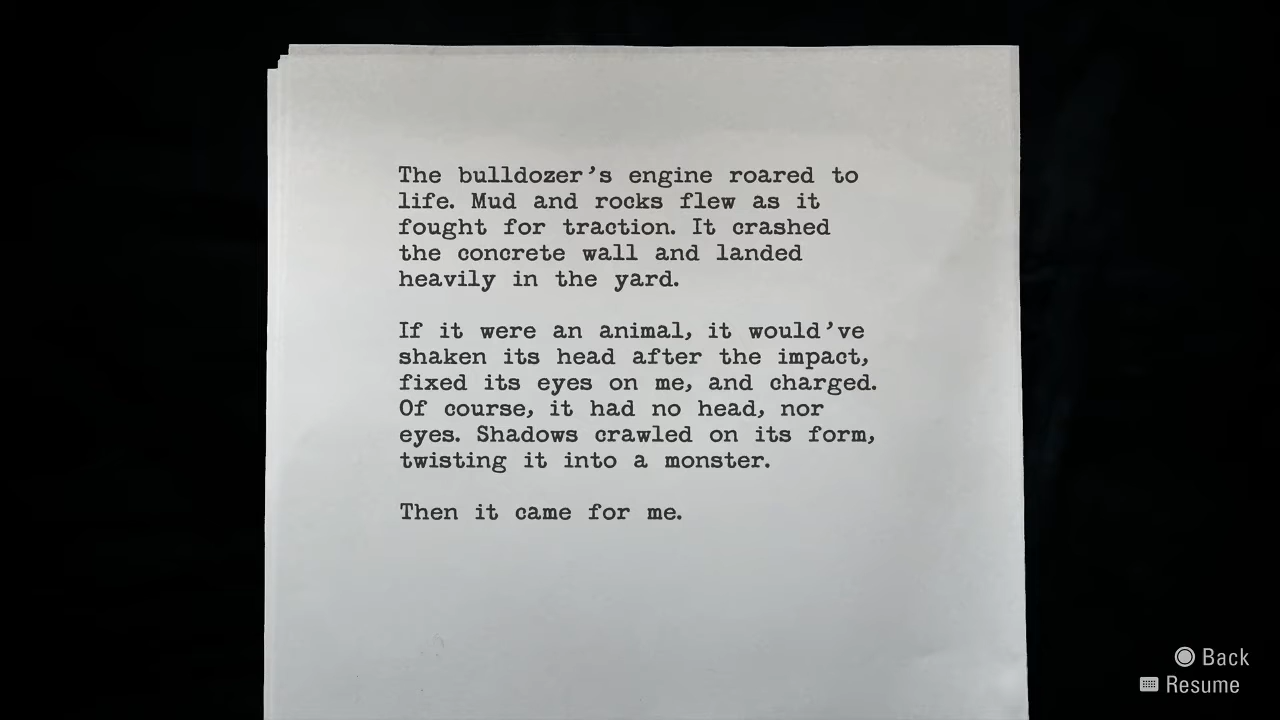 The bulldozer's engine roared to
life. Mud and rocks flew as it
fought for traction. It crashed
the concrete wall and landed
heavily in the yard.
If it were an animal, it would've
shaken its head after the impact,
fixed its eyes on me, and charged.
Of course, it had no head, nor
eyes. Shadows crawled on its form,
twisting it into a monster.
Then it came for me.
Back
Resume